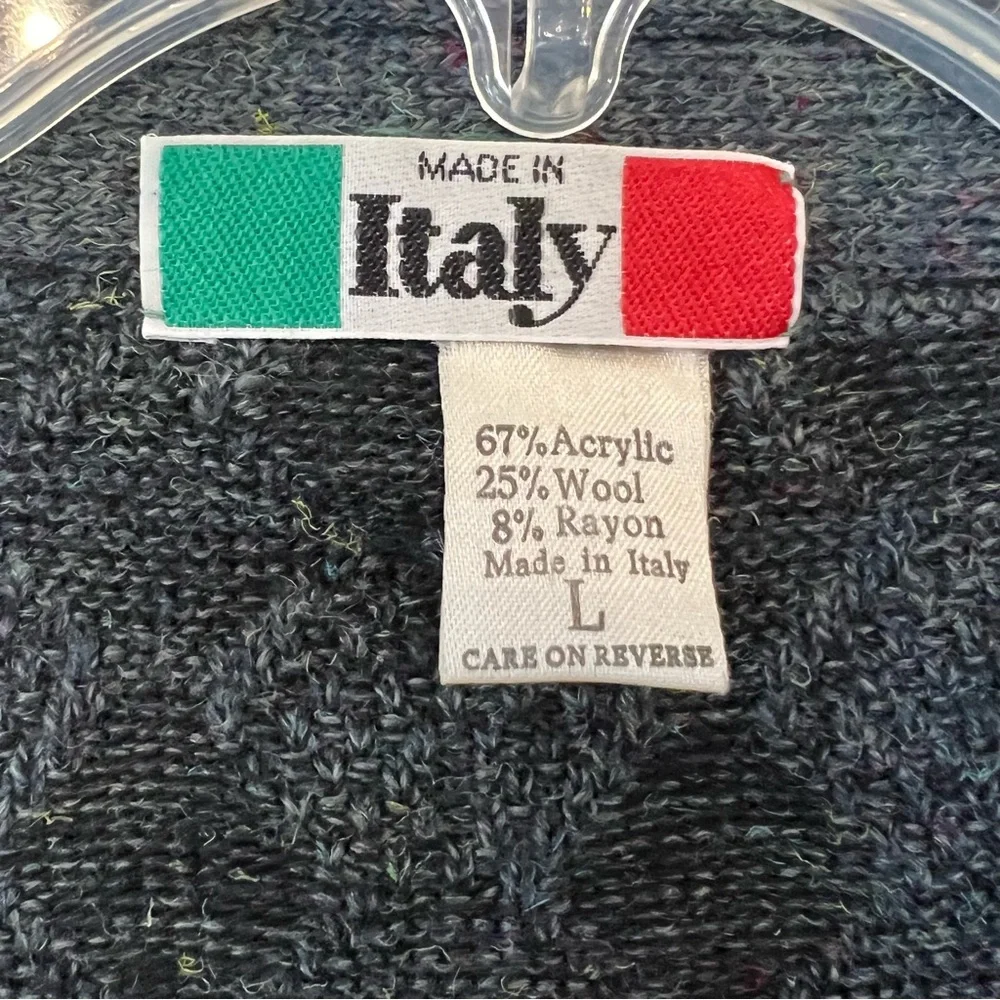 MADE IN
Italy
67% Acrylic
25% Wool
8% Rayon
Made in Italy
L
CARE ON REVERSE